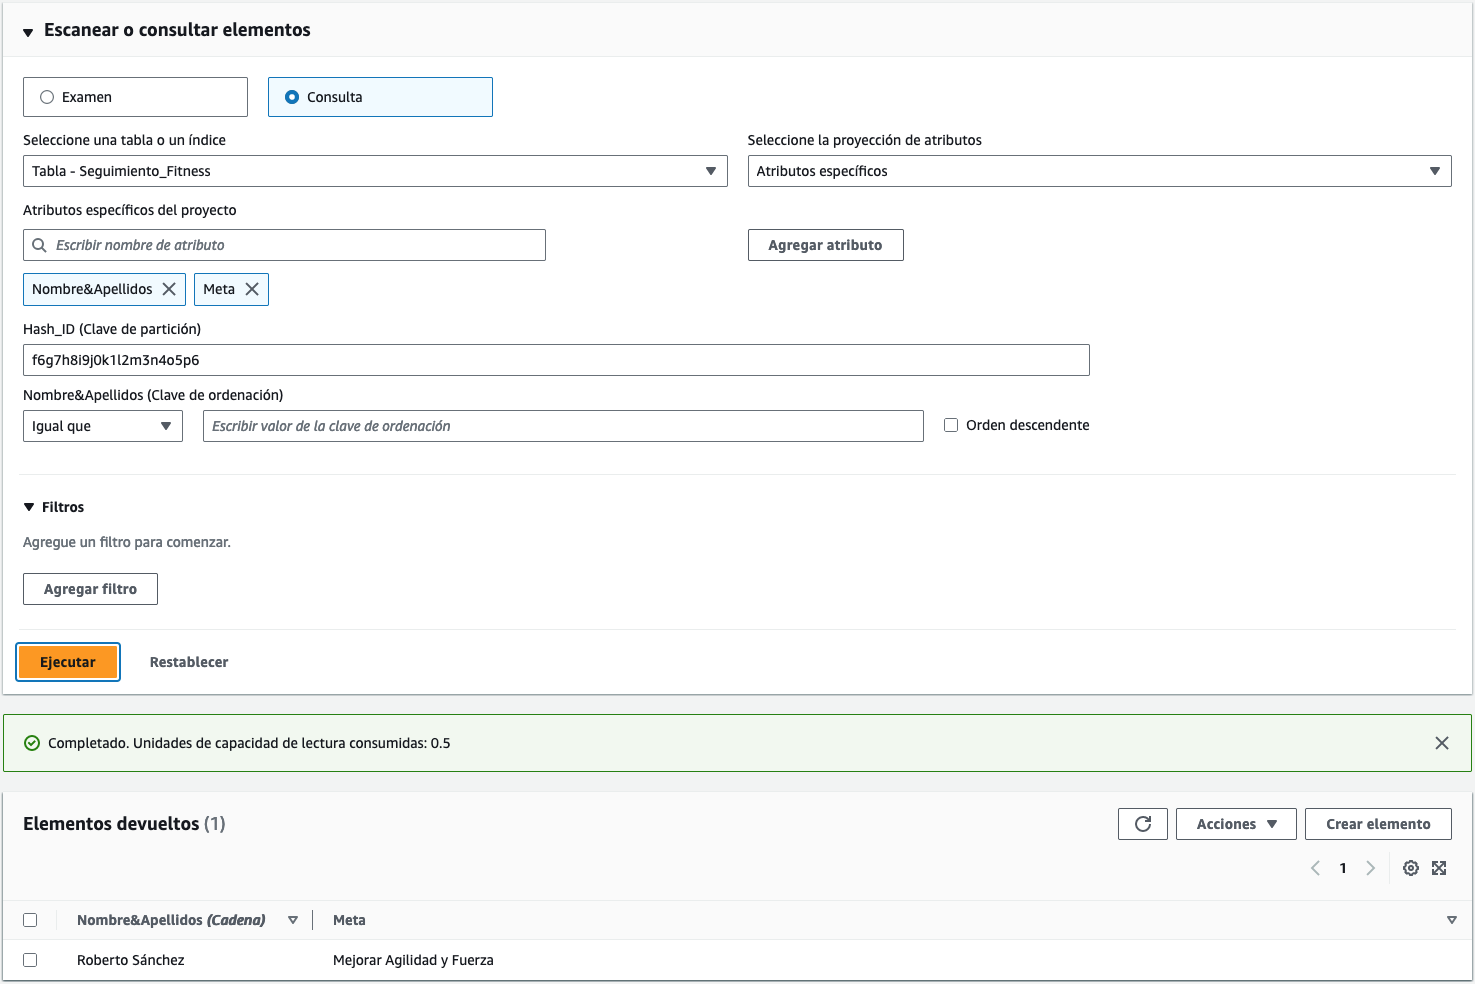 Escanear o consultar elementos
Examen
Consulta
Seleccione una tabla o un índice
Seleccione la proyección de atributos
Tabla - Seguimiento_Fitness
Atributos específicos
Atributos específicos del proyecto
Escribir nombre de atributo
Agregar atributo
Nombre&Apellidos
Meta
Hash_ID (Clave de partición)
f6g7h8i9j0k1l2m3n4o5p6
Nombre&Apellidos (Clave de ordenación)
Igual que
Escribir valor de la clave de ordenación
Orden descendente
Filtros
Agregue un filtro para comenzar.
Agregar filtro
Ejecutar
Restablecer
Completado. Unidades de capacidad de lectura consumidas: 0.5
Elementos devueltos (1)
Acciones
Crear elemento
1
Nombre&Apellidos (Cadena)
Meta
Roberto Sánchez
Mejorar Agilidad y Fuerza